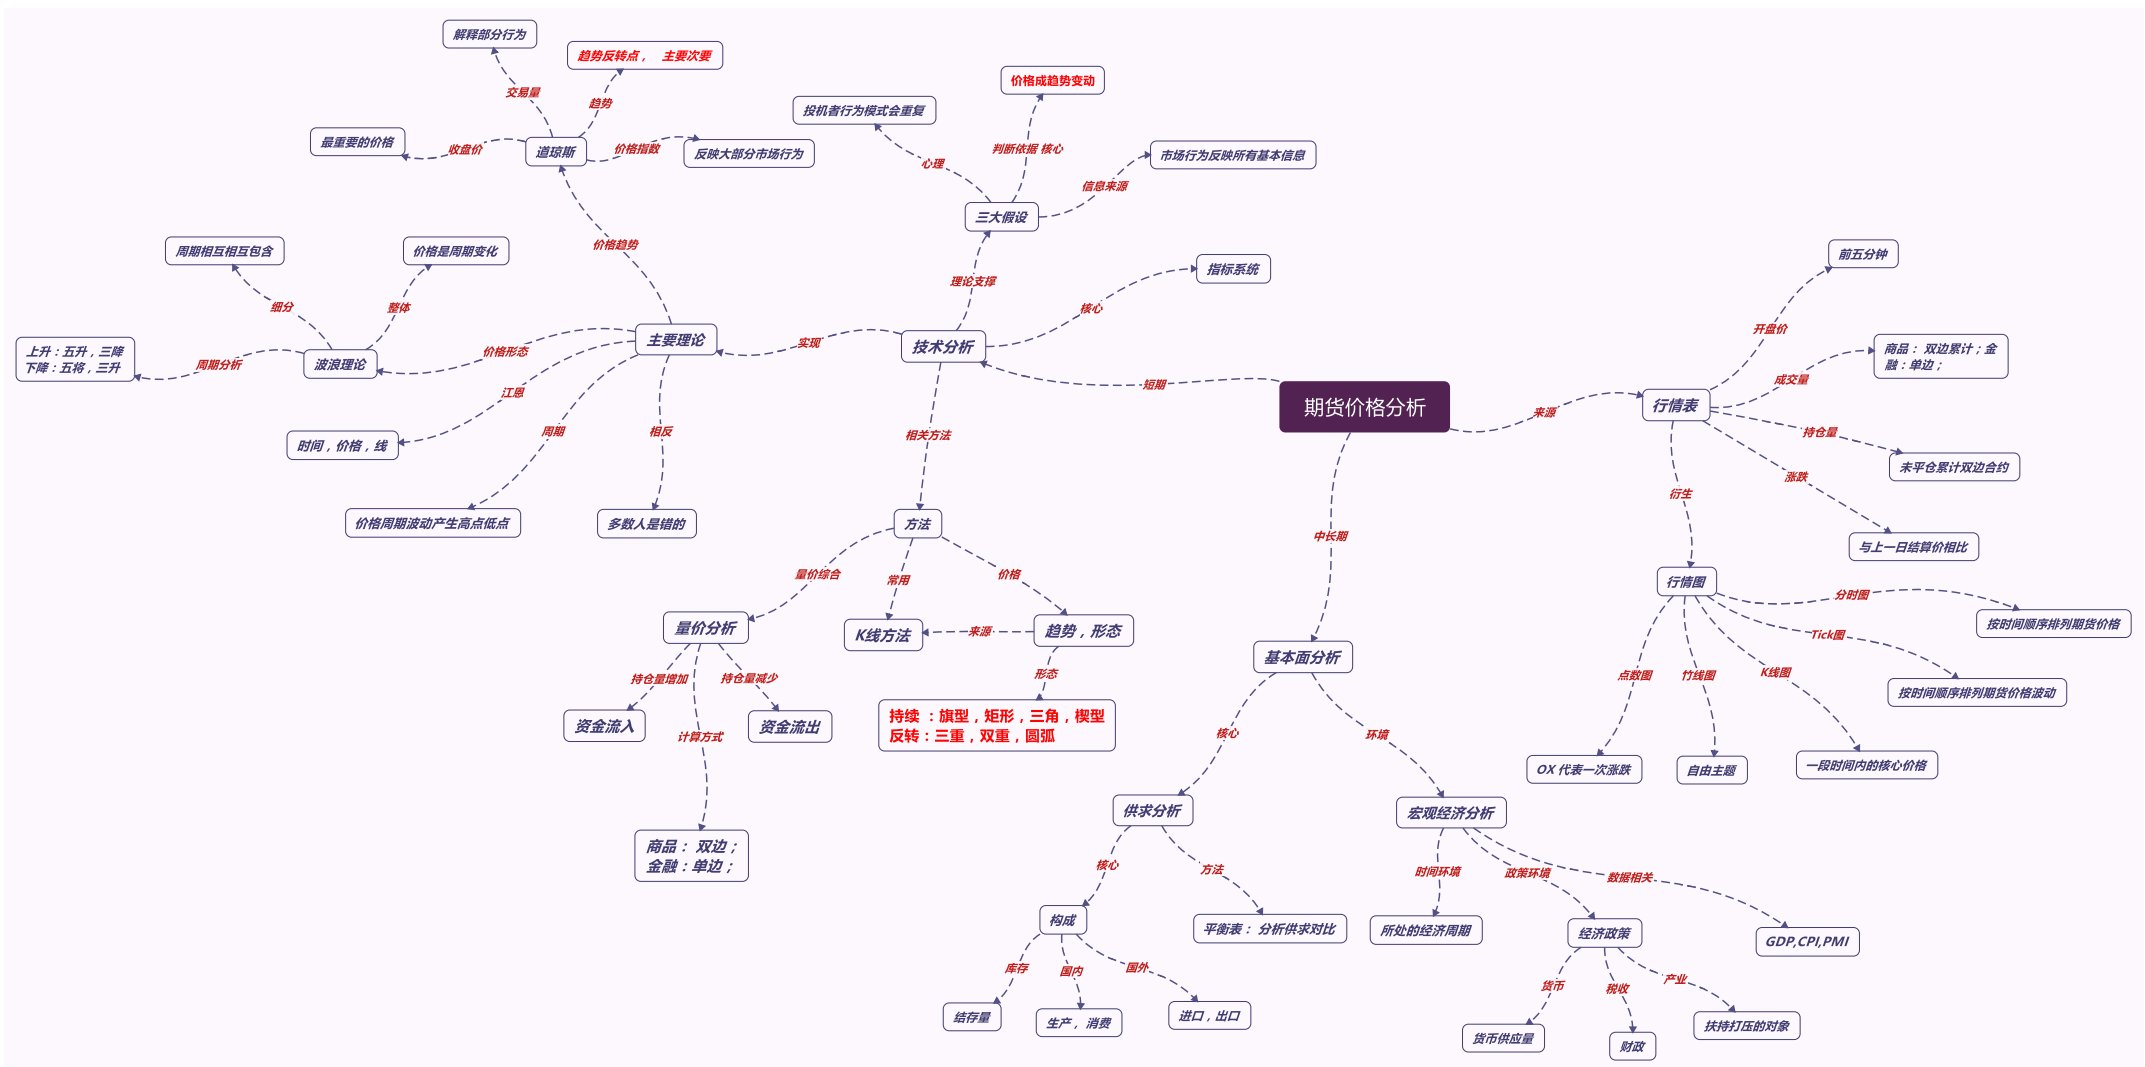 解释部分行为
趋势反转点， 主要次要
交易量
趋势
最重要的价格
收盘价
道琼斯
价格指数
反映大部分市场行为
价格成趋势变动
投机者行为模式会重复
判断依据 核心
心理
市场行为反映所有基本信息
信息来源
三大假设
价格趋势
周期相互相互包含
价格是周期变化
细分
整体
上升：五升，三降
下降：五将，三升
周期分析
波浪理论
价格形态
主要理论
江恩
时间，价格，线
周期
相反
价格周期波动产生高点低点
多数人是错的
实现
理论支撑
指标系统
核心
技术分析
短期
期货价格分析
来源
行情表
前五分钟
开盘价
商品： 双边累计；金
融：单边；
成交量
持仓量
未平仓累计双边合约
涨跌
与上一日结算价相比
衍生
行情图
分时图
按时间顺序排列期货价格
Tick图
按时间顺序排列期货价格波动
点数图
竹线图
K线图
OX 代表一次涨跌
自由主题
一段时间内的核心价格
相关方法
方法
量价综合
常用
价格
量价分析
K线方法
来源
趋势，形态
持仓量增加
持仓量减少
形态
资金流入
资金流出
持续 ：旗型，矩形，三角，楔型
反转：三重，双重，圆弧
计算方式
商品： 双边；
金融：单边；
中长期
基本面分析
核心
环境
供求分析
宏观经济分析
核心
方法
构成
平衡表： 分析供求对比
库存
国内
国外
结存量
生产， 消费
进口，出口
时间环境
政策环境
数据相关
所处的经济周期
经济政策
GDP,CPI,PMI
货币
税收
产业
货币供应量
财政
扶持打压的对象